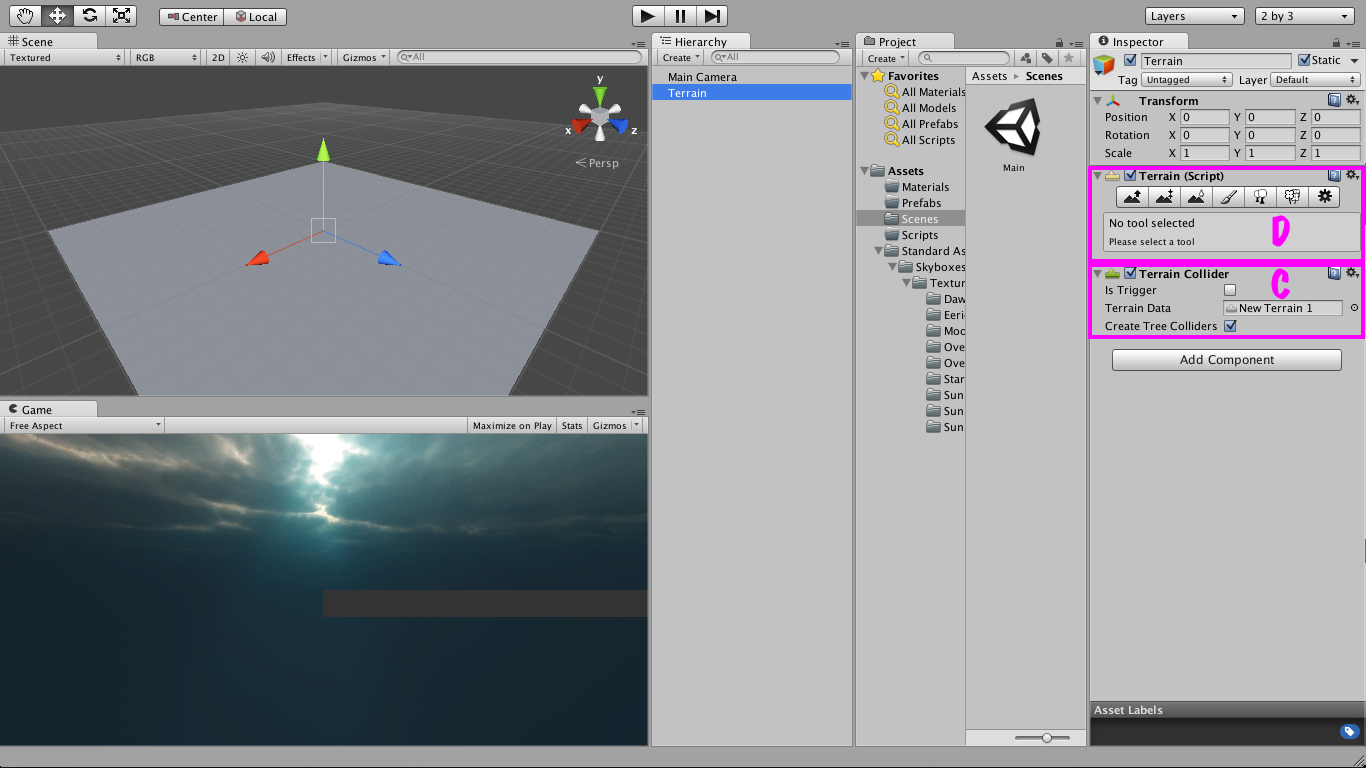 Center
Local
Layers
2 by 3
Scene
Textured
RGB
2D
Effects
Gizmos
All
y
x
z
Persp
Game
Free Aspect
Maximize on Play
Stats
Gizmos
Hierarchy
Create
All
Main Camera
Terrain
Project
Create
Favorites
All Materials
All Models
All Prefabs
All Scripts
Assets
Materials
Prefabs
Scenes
Scripts
Standard As
Skyboxes
Textur
Daw
Eeri
Moo
Ove
Ove
Star
Sun
Sun
Sun
Assets
Scenes
Main
Inspector
Terrain
Static
Tag Untagged
Layer Default
Transform
Position X 0 Y 0 Z 0
Rotation X 0 Y 0 Z 0
Scale X 1 Y 1 Z 1
Terrain (Script)
No tool selected
Please select a tool
D
Terrain Collider
C
Is Trigger
Terrain Data New Terrain 1
Create Tree Colliders
Add Component
Asset Labels